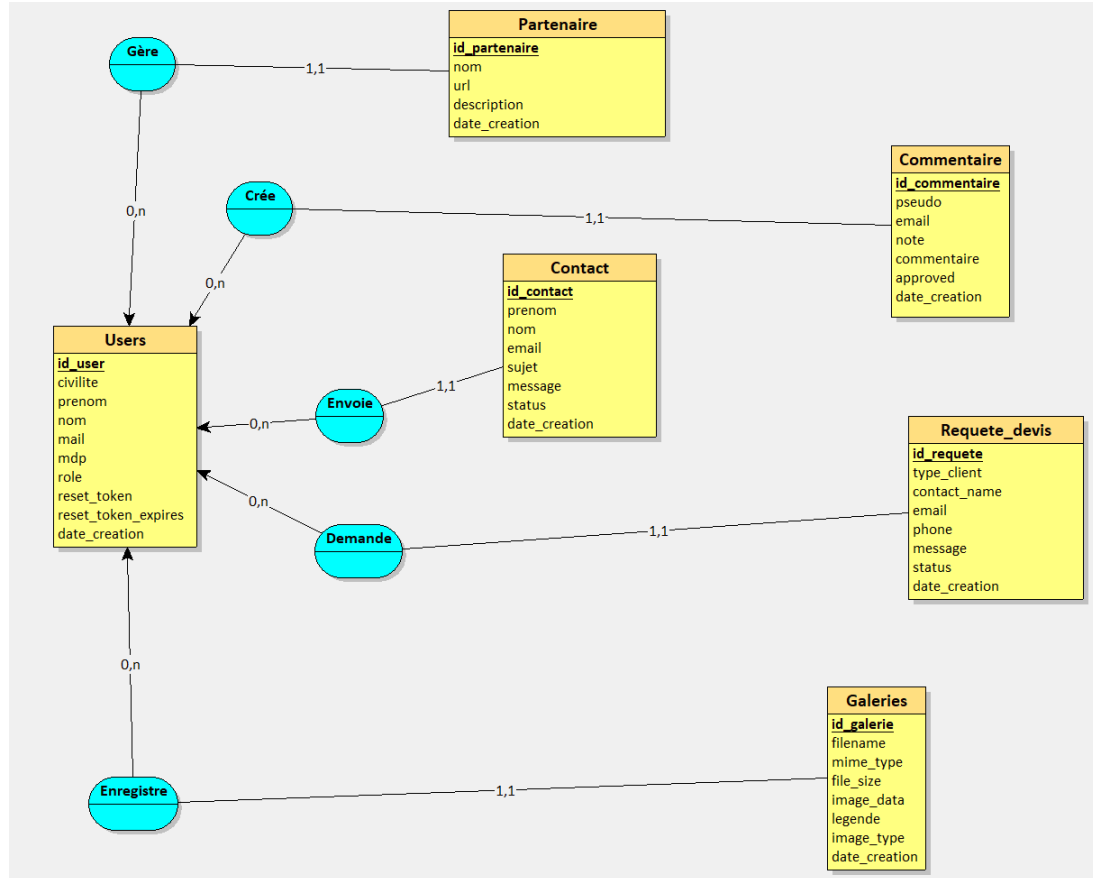 Partenaire
id_partenaire
nom
url
description
date_creation
Gère
1,1
0,n
Commentaire
id_commentaire
pseudo
email
note
commentaire
approved
date_creation
Crée
1,1
0,n
Contact
id_contact
prenom
nom
email
sujet
message
status
date_creation
Users
id_user
civilite
prenom
nom
mail
mdp
role
reset_token
reset_token_expires
date_creation
Envoie
1,1
0,n
Requete_devis
id_requete
type_client
contact_name
email
phone
message
status
date_creation
Demande
0,n
1,1
0,n
Galeries
id_galerie
filename
mime_type
file_size
image_data
legende
image_type
date_creation
Enregistre
1,1